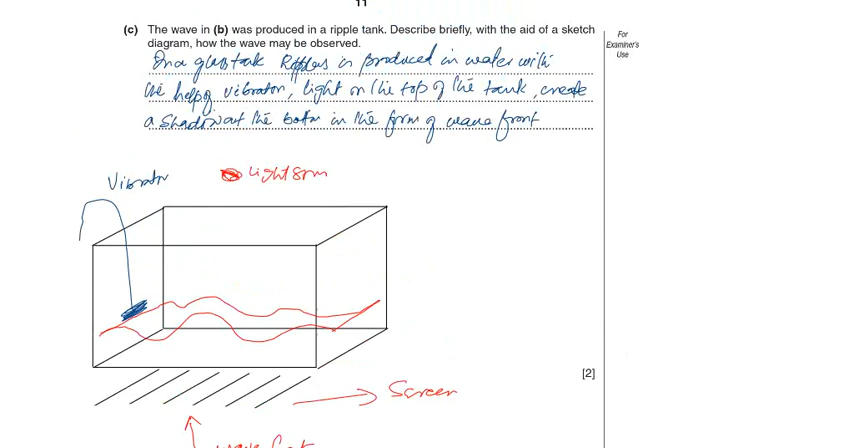 11
(c) The wave in (b) was produced in a ripple tank. Describe briefly, with the aid of a sketch
diagram, how the wave may be observed.
For
Examiner's
Use
In a glass tank Ripples is produced in water with
the help of vibrator, light on the top of the tank, create
a shadow at the bottom in the form of wave front
Vibrator
light
[2]
Screen
wave